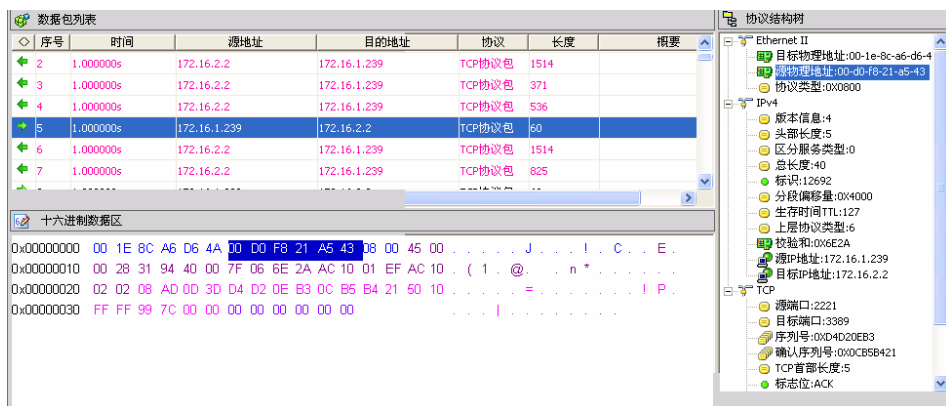 数据包列表
序号 时间 源地址 目的地址 协议 长度 概要
2 1.000000s 172.16.2.2 172.16.1.239 TCP协议包 1514
3 1.000000s 172.16.2.2 172.16.1.239 TCP协议包 371
4 1.000000s 172.16.2.2 172.16.1.239 TCP协议包 536
5 1.000000s 172.16.1.239 172.16.2.2 TCP协议包 60
6 1.000000s 172.16.2.2 172.16.1.239 TCP协议包 1514
7 1.000000s 172.16.2.2 172.16.1.239 TCP协议包 825
十六进制数据区
0x00000000 00 1E 8C A6 D6 4A 00 D0 F8 21 A5 43 08 00 45 00 . . . . . J . . . ! . C . . E .
0x00000010 00 28 31 94 40 00 7F 06 6E 2A AC 10 01 EF AC 10 . ( 1 . @ . . . n * . . . . . .
0x00000020 02 02 08 AD 0D 3D D4 D2 0E B3 0C B5 B4 21 50 10 . . . . . = . . . . . . . ! P .
0x00000030 FF FF 99 7C 00 00 00 00 00 00 00 00 . . . | . . . . . . . .
协议结构树
Ethernet II
目标物理地址:00-1e-8c-a6-d6-4
源物理地址:00-d0-f8-21-a5-43
协议类型:0X0800
IPv4
版本信息:4
头部长度:5
区分服务类型:0
总长度:40
标识:12692
分段偏移量:0X4000
生存时间TTL:127
上层协议类型:6
校验和:0X6E2A
源IP地址:172.16.1.239
目标IP地址:172.16.2.2
TCP
源端口:2221
目标端口:3389
序列号:0XD4D20EB3
确认序列号:0X0CB5B421
TCP首部长度:5
标志位:ACK